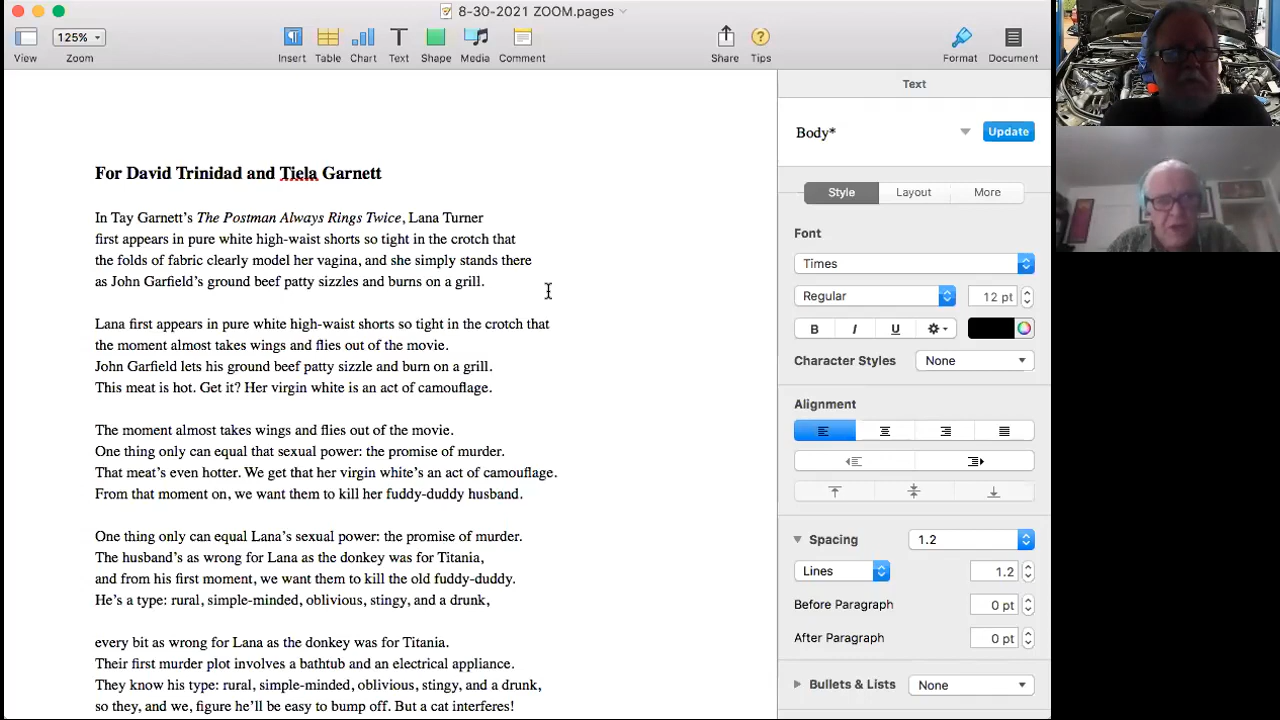 8-30-2021 ZOOM.pages
125%
View
Zoom
Insert
Table
Chart
Text
Shape
Media
Comment
Share
Tips
Format
Document
For David Trinidad and Tiela Garnett
In Tay Garnett’s The Postman Always Rings Twice, Lana Turner
first appears in pure white high-waist shorts so tight in the crotch that
the folds of fabric clearly model her vagina, and she simply stands there
as John Garfield’s ground beef patty sizzles and burns on a grill.
Lana first appears in pure white high-waist shorts so tight in the crotch that
the moment almost takes wings and flies out of the movie.
John Garfield lets his ground beef patty sizzle and burn on a grill.
This meat is hot. Get it? Her virgin white is an act of camouflage.
The moment almost takes wings and flies out of the movie.
One thing only can equal that sexual power: the promise of murder.
That meat’s even hotter. We get that her virgin white’s an act of camouflage.
From that moment on, we want them to kill her fuddy-duddy husband.
One thing only can equal Lana’s sexual power: the promise of murder.
The husband’s as wrong for Lana as the donkey was for Titania,
and from his first moment, we want them to kill the old fuddy-duddy.
He’s a type: rural, simple-minded, oblivious, stingy, and a drunk,
every bit as wrong for Lana as the donkey was for Titania.
Their first murder plot involves a bathtub and an electrical appliance.
They know his type: rural, simple-minded, oblivious, stingy, and a drunk,
so they, and we, figure he’ll be easy to bump off. But a cat interferes!
Text
Body*
Update
Style
Layout
More
Font
Times
Regular
12 pt
B
I
U
Character Styles
None
Alignment
Spacing
1.2
Lines
1.2
Before Paragraph
0 pt
After Paragraph
0 pt
Bullets & Lists
None